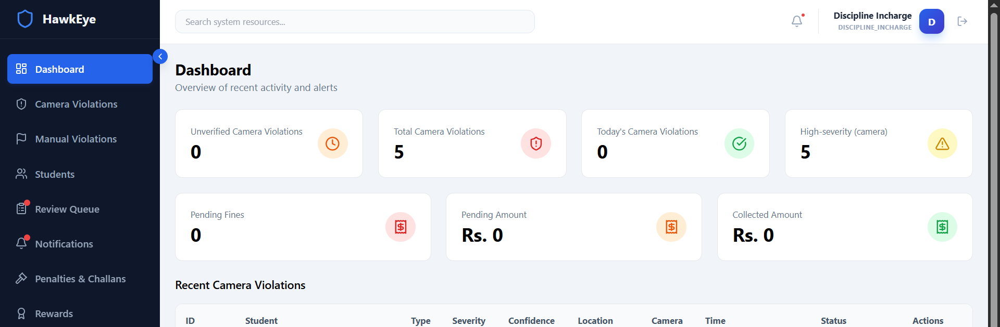 HawkEye
Search system resources...
Discipline Incharge
DISCIPLINE_INCHARGE
D
Dashboard
Camera Violations
Manual Violations
Students
Review Queue
Notifications
Penalties & Challans
Rewards
Dashboard
Overview of recent activity and alerts
Unverified Camera Violations
0
Total Camera Violations
5
Today's Camera Violations
0
High-severity (camera)
5
Pending Fines
0
Pending Amount
Rs. 0
Collected Amount
Rs. 0
Recent Camera Violations
ID Student Type Severity Confidence Location Camera Time Status Actions